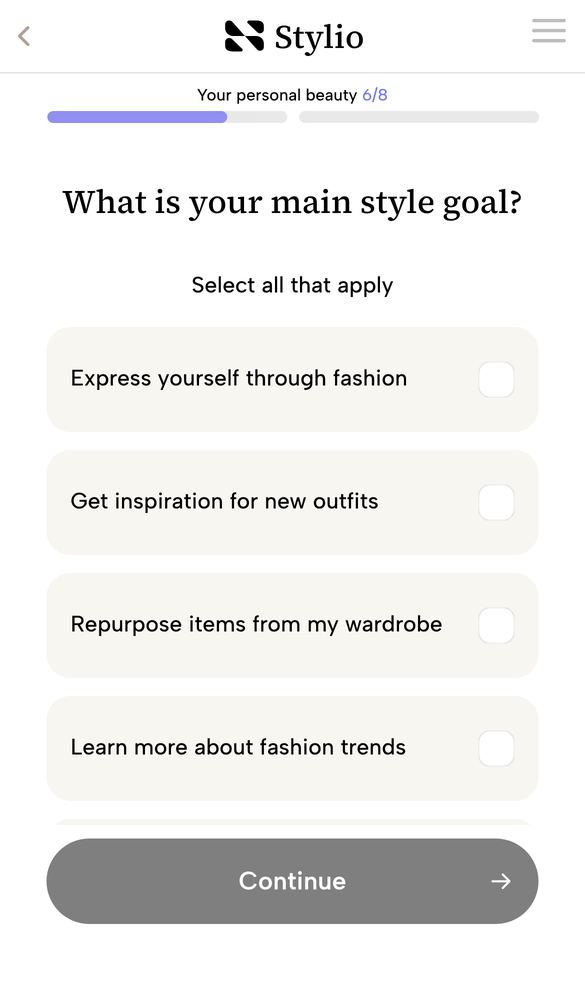 Stylio
Your personal beauty 6/8
What is your main style goal?
Select all that apply
Express yourself through fashion
Get inspiration for new outfits
Repurpose items from my wardrobe
Learn more about fashion trends
Continue